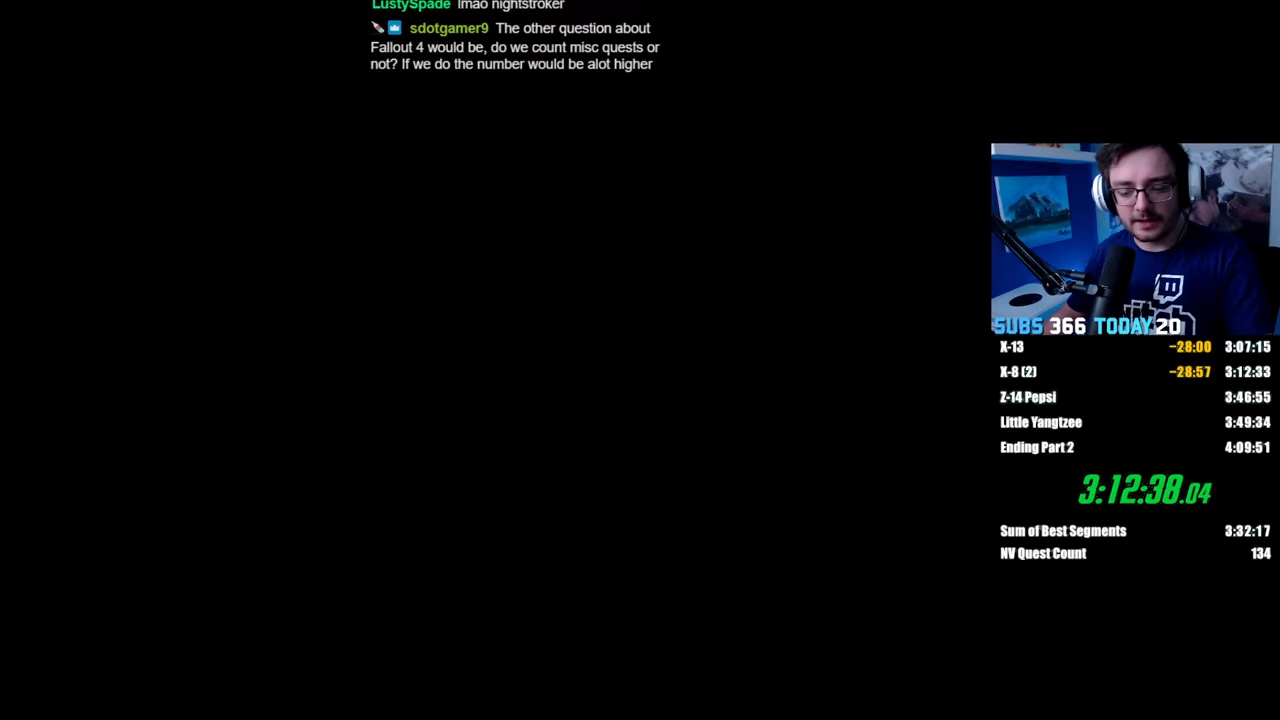 LustySpade lmao nightstroker
sdotgamer9 The other question about
Fallout 4 would be, do we count misc quests or
not? If we do the number would be alot higher
twitch
SUBS 366 TODAY 20
X-13 -28:00 3:07:15
X-8 (2) -28:57 3:12:33
Z-14 Pepsi 3:46:55
Little Yangtzee 3:49:34
Ending Part 2 4:09:51
3:12:38.04
Sum of Best Segments 3:32:17
NV Quest Count 134